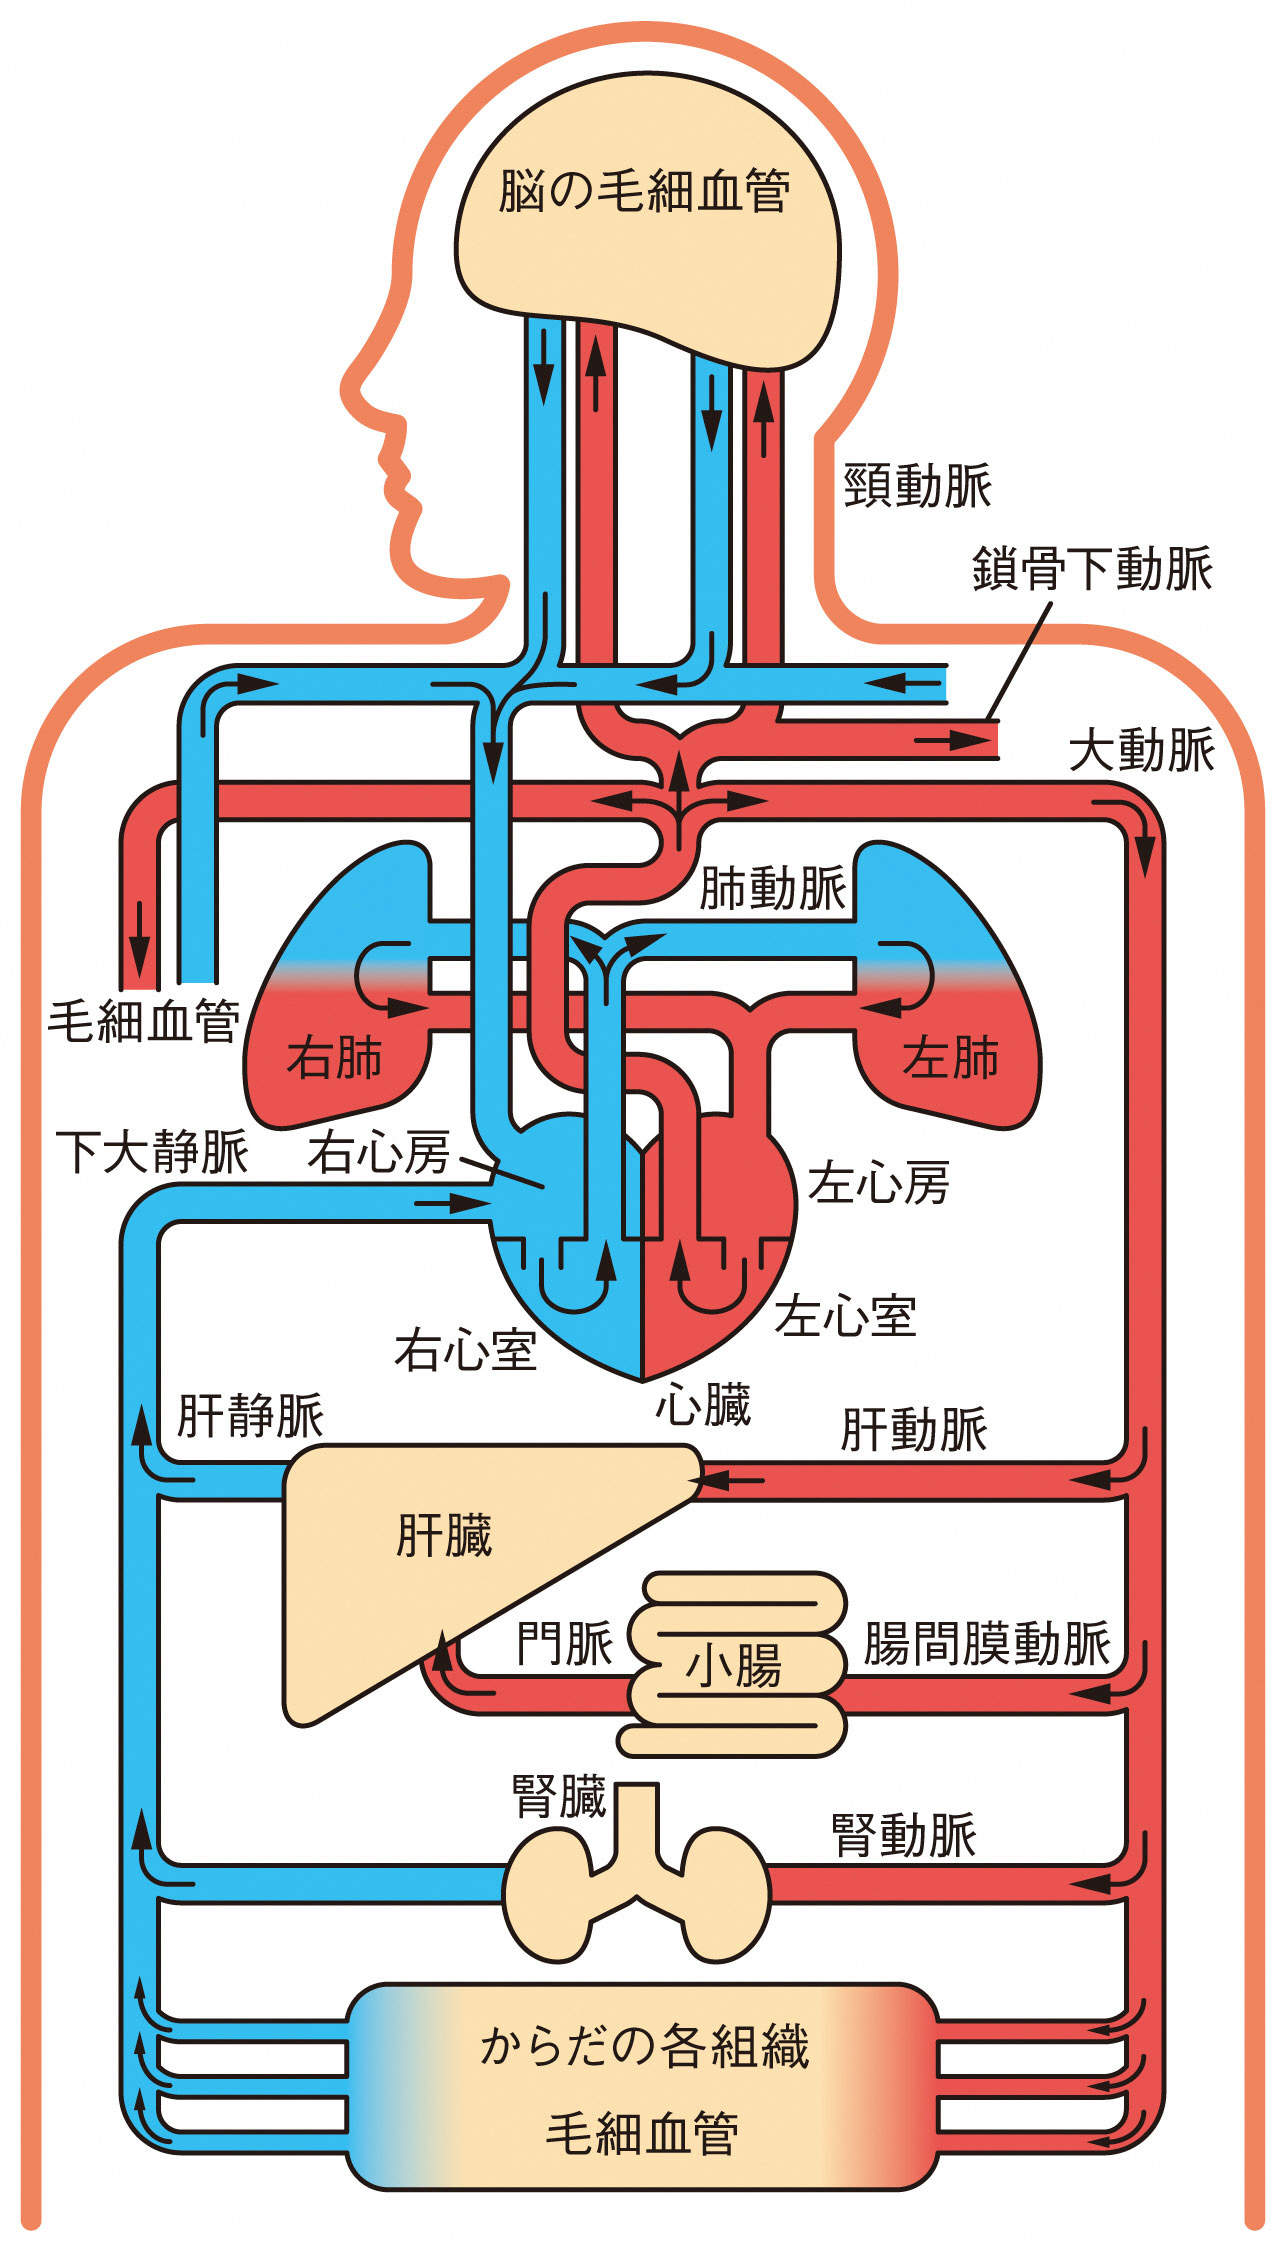 脳の毛細血管
頸動脈
鎖骨下動脈
大動脈
肺動脈
毛細血管
右肺
左肺
下大静脈
右心房
左心房
左心室
右心室
心臓
肝静脈
肝動脈
肝臓
門脈
小腸
腸間膜動脈
腎臓
腎動脈
からだの各組織
毛細血管